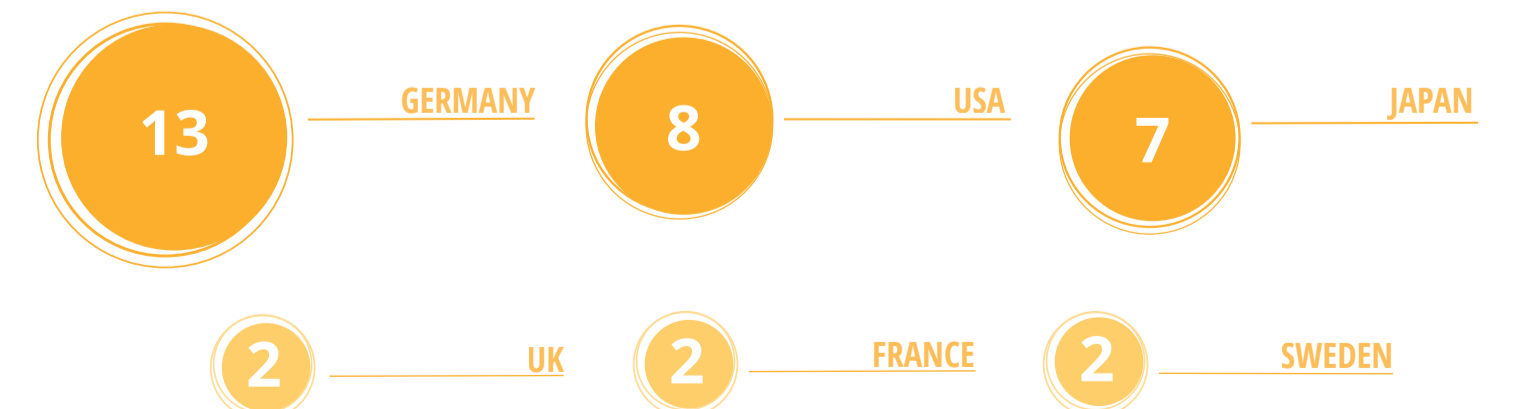 13 GERMANY
8 USA
7 JAPAN
2 UK
2 FRANCE
2 SWEDEN